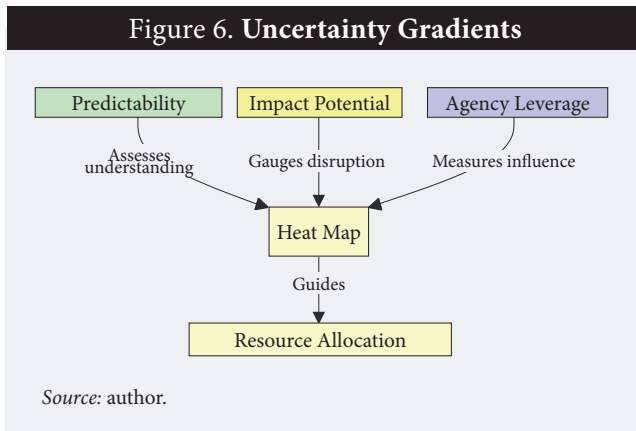 Figure 6. Uncertainty Gradients
Predictability
Impact Potential
Agency Leverage
Assesses
understanding
Gauges disruption
Measures influence
Heat Map
Guides
Resource Allocation
Source: author.